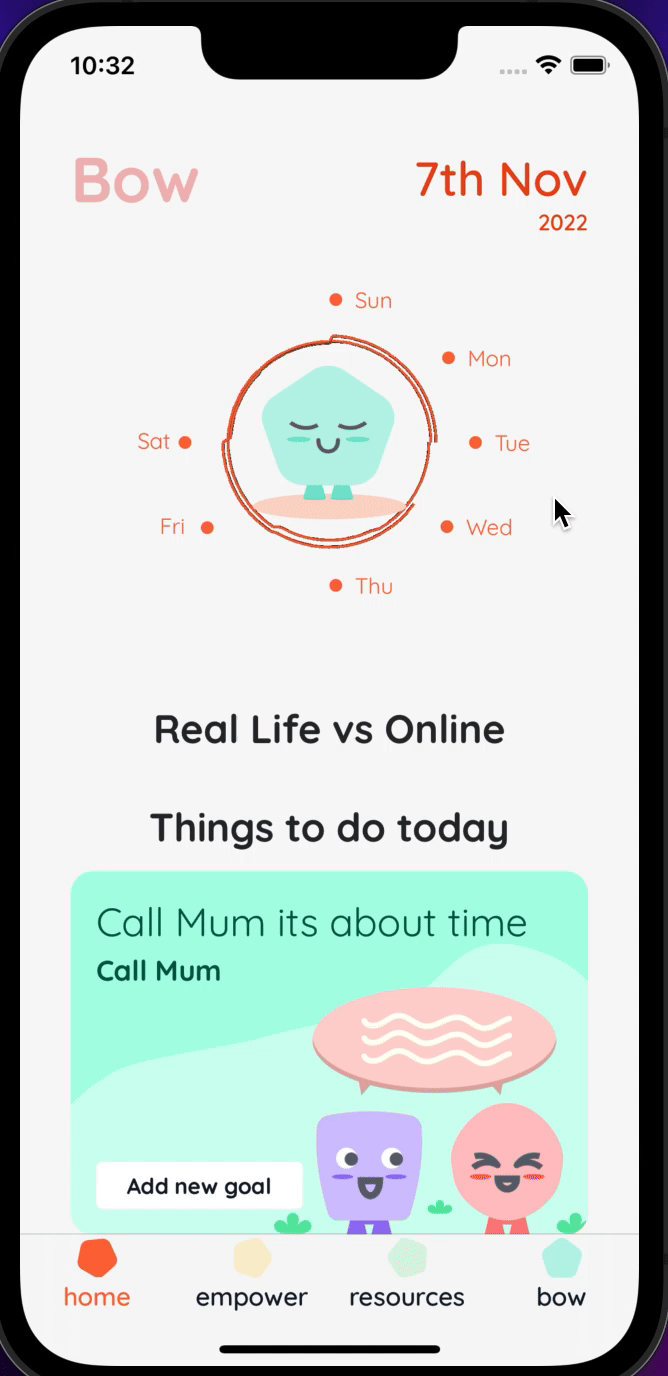 10:32
Bow
7th Nov
2022
Sun
Mon
Sat
Tue
Fri
Wed
Thu
Real Life vs Online
Things to do today
Call Mum its about time
Call Mum
Add new goal
home empower resources bow